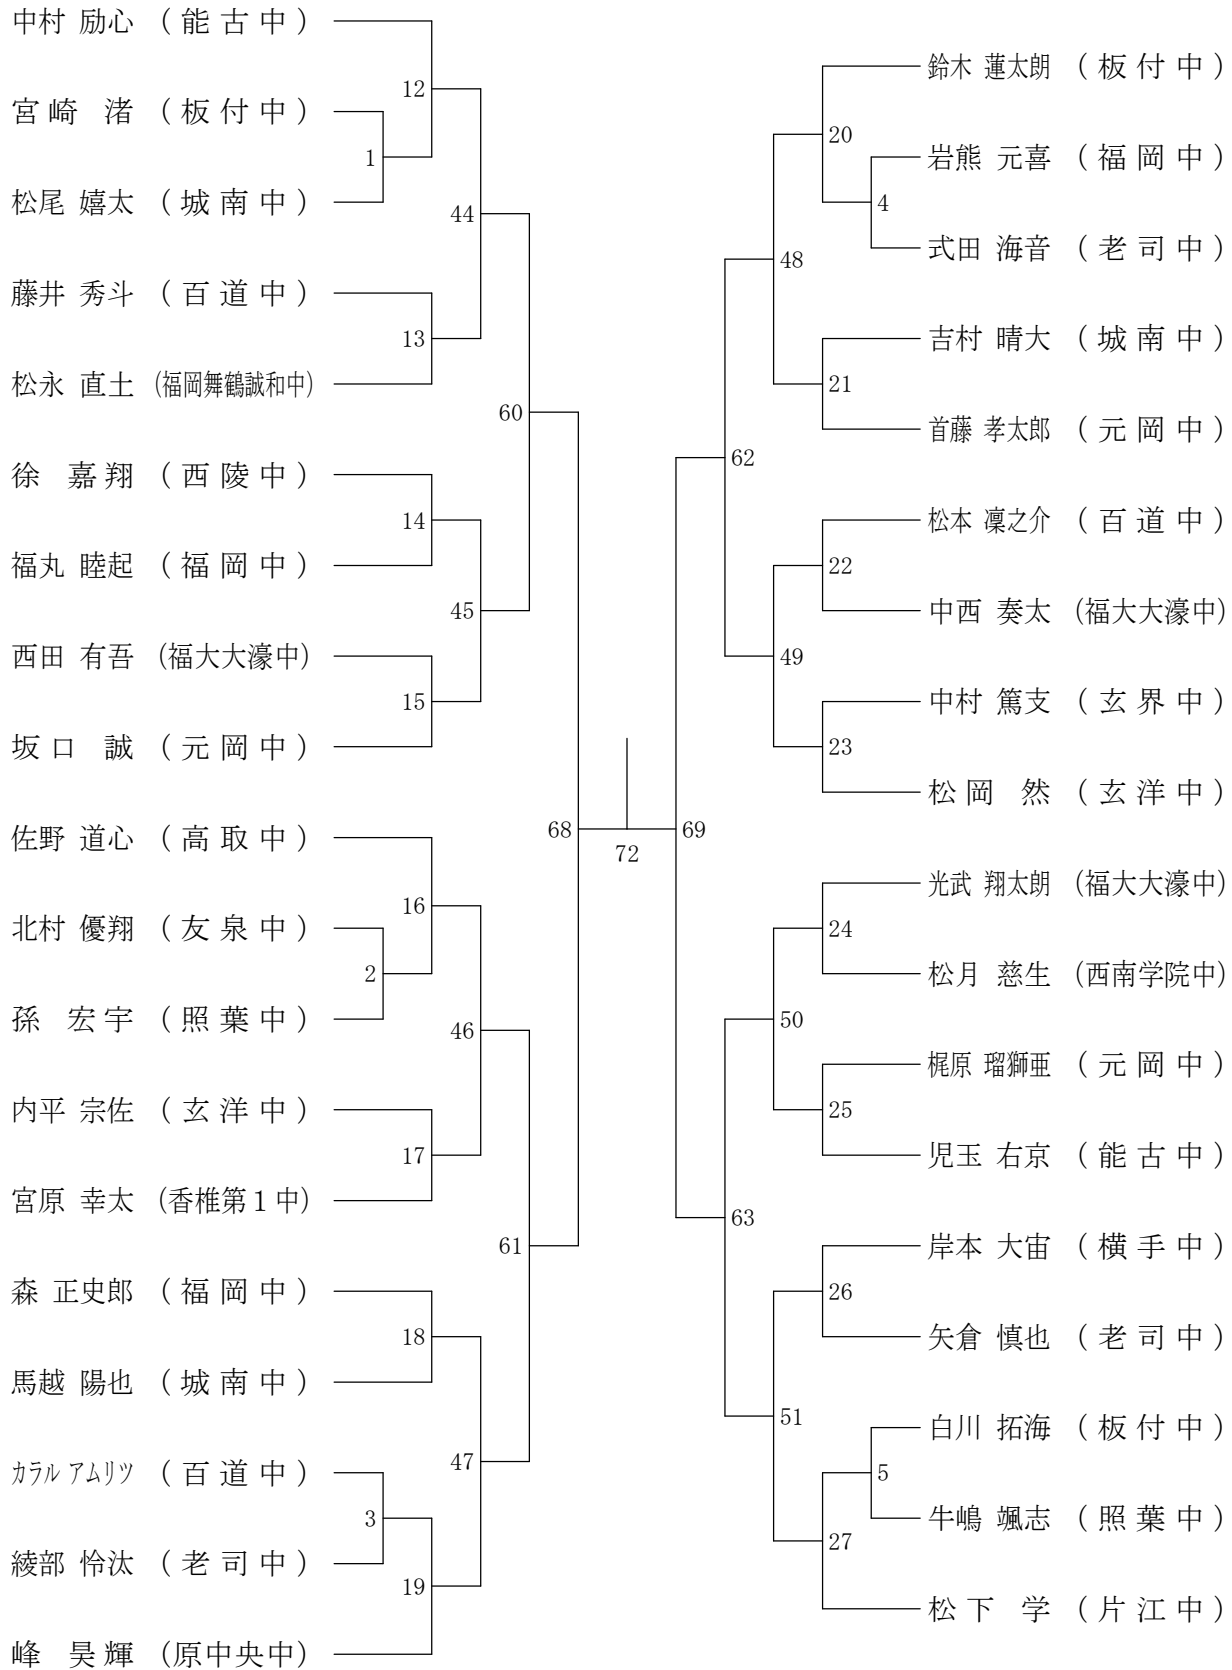 中村 励心 （能古中）
12
宮崎 渚 （板付中）
1
松尾 嬉太 （城南中）
44
藤井 秀斗 （百道中）
13
松永 直土 (福岡舞鶴誠和中)
60
徐 嘉翔 （西陵中）
14
福丸 睦起 （福岡中）
45
西田 有吾 (福大大濠中)
15
坂口 誠 （元岡中）
68
佐野 道心 （高取中）
16
北村 優翔 （友泉中）
2
孫 宏宇 （照葉中）
46
内平 宗佐 （玄洋中）
17
宮原 幸太 (香椎第１中)
61
森 正史郎 （福岡中）
18
馬越 陽也 （城南中）
47
カラル アムリツ （百道中）
3
綾部 怜汰 （老司中）
19
峰 昊輝 (原中央中)
72
鈴木 蓮太朗 （板付中）
20
岩熊 元喜 （福岡中）
4
式田 海音 （老司中）
48
吉村 晴大 （城南中）
21
首藤 孝太郎 （元岡中）
62
松本 凜之介 （百道中）
22
中西 奏太 (福大大濠中)
49
中村 篤支 （玄界中）
23
松岡 然 （玄洋中）
69
光武 翔太朗 (福大大濠中)
24
松月 慈生 (西南学院中)
50
梶原 瑠獅亜 （元岡中）
25
児玉 右京 （能古中）
63
岸本 大宙 （横手中）
26
矢倉 慎也 （老司中）
51
白川 拓海 （板付中）
5
牛嶋 颯志 （照葉中）
27
松下 学 （片江中）